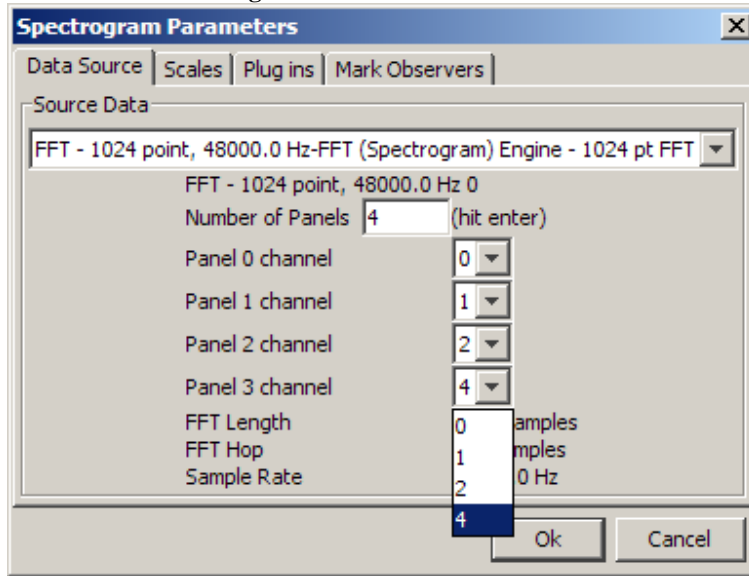 Spectrogram Parameters
Data Source Scales Plug ins Mark Observers
Source Data
FFT - 1024 point, 48000.0 Hz-FFT (Spectrogram) Engine - 1024 pt FFT
FFT - 1024 point, 48000.0 Hz 0
Number of Panels 4 (hit enter)
Panel 0 channel 0
Panel 1 channel 1
Panel 2 channel 2
Panel 3 channel 4
FFT Length
FFT Hop
Sample Rate 0 Hz
0
1
2
4
Ok Cancel